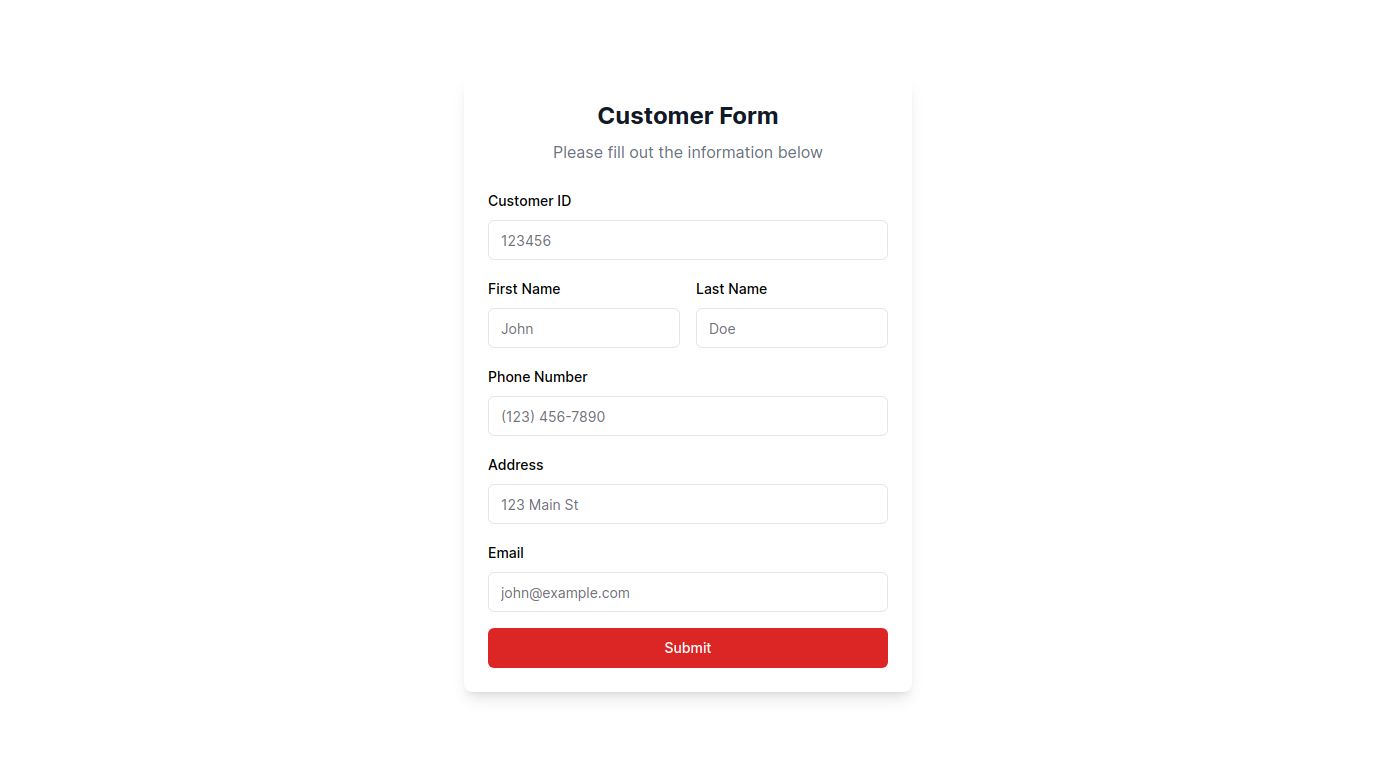 Customer Form
Please fill out the information below
Customer ID
123456
First Name Last Name
John Doe
Phone Number
(123) 456-7890
Address
123 Main St
Email
john@example.com
Submit